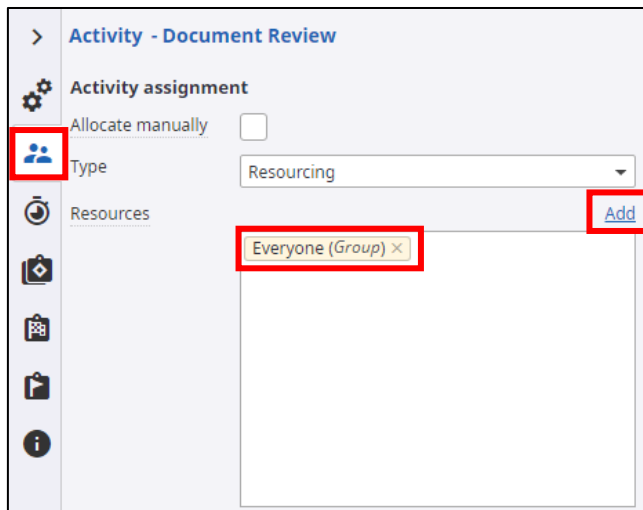 Activity - Document Review
Activity assignment
Allocate manually
Type
Resourcing
Resources
Add
Everyone (Group) ×